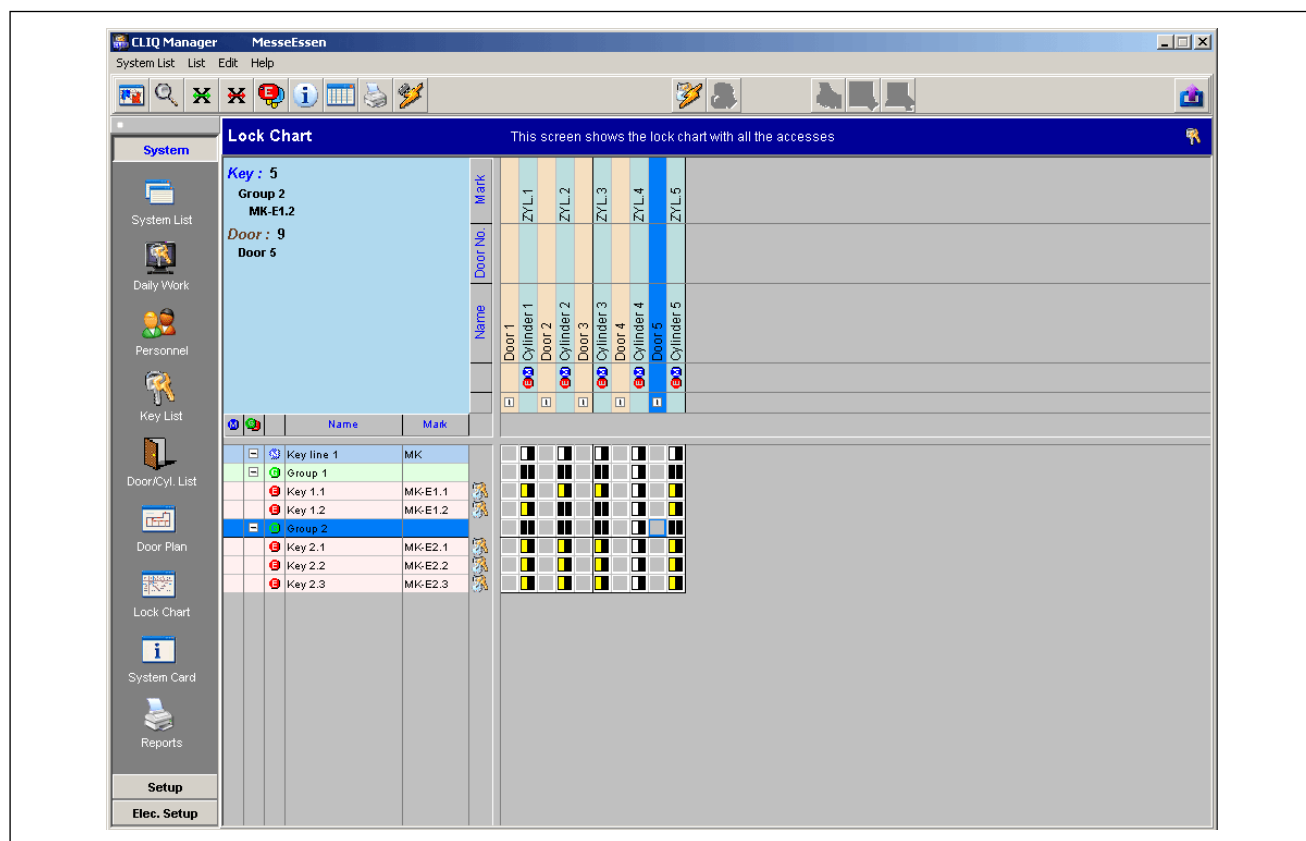 CLIQ Manager MesseEssen
System List List Edit Help
System
Lock Chart This screen shows the lock chart with all the accesses
Key : 5
Group 2
MK-E1.2
Door : 9
Door 5
Mark
ZYL.1
ZYL.2
ZYL.3
ZYL.4
ZYL.5
Door No.
Name
Door 1
Cylinder 1
Door 2
Cylinder 2
Door 3
Cylinder 3
Door 4
Cylinder 4
Door 5
Cylinder 5
Name Mark
Key line 1 MK
Group 1
Key 1.1 MK-E1.1
Key 1.2 MK-E1.2
Group 2
Key 2.1 MK-E2.1
Key 2.2 MK-E2.2
Key 2.3 MK-E2.3
System List
Daily Work
Personnel
Key List
Door/Cyl. List
Door Plan
Lock Chart
System Card
Reports
Setup
Elec. Setup